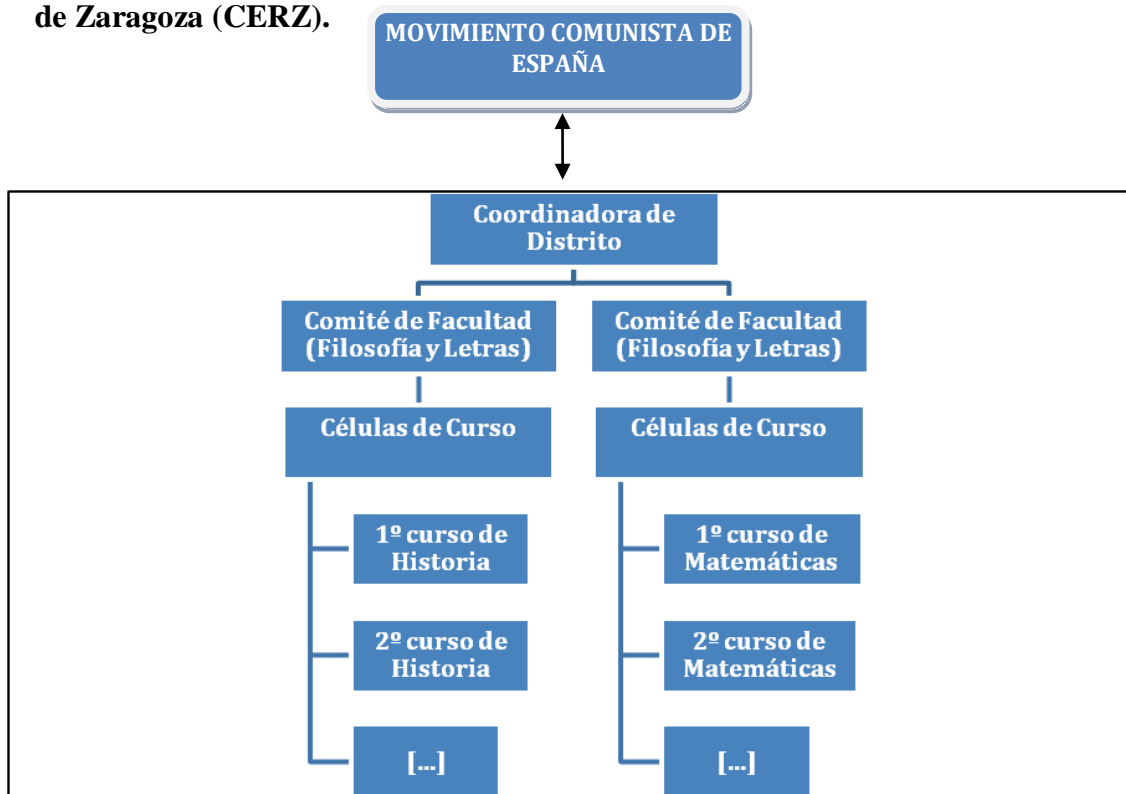 de Zaragoza (CERZ).
MOVIMIENTO COMUNISTA DE
ESPAÑA
Coordinadora de
Distrito
Comité de Facultad
(Filosofía y Letras)
Comité de Facultad
(Filosofía y Letras)
Células de Curso
Células de Curso
1º curso de
Historia
1º curso de
Matemáticas
2º curso de
Historia
2º curso de
Matemáticas
[...]
[...]